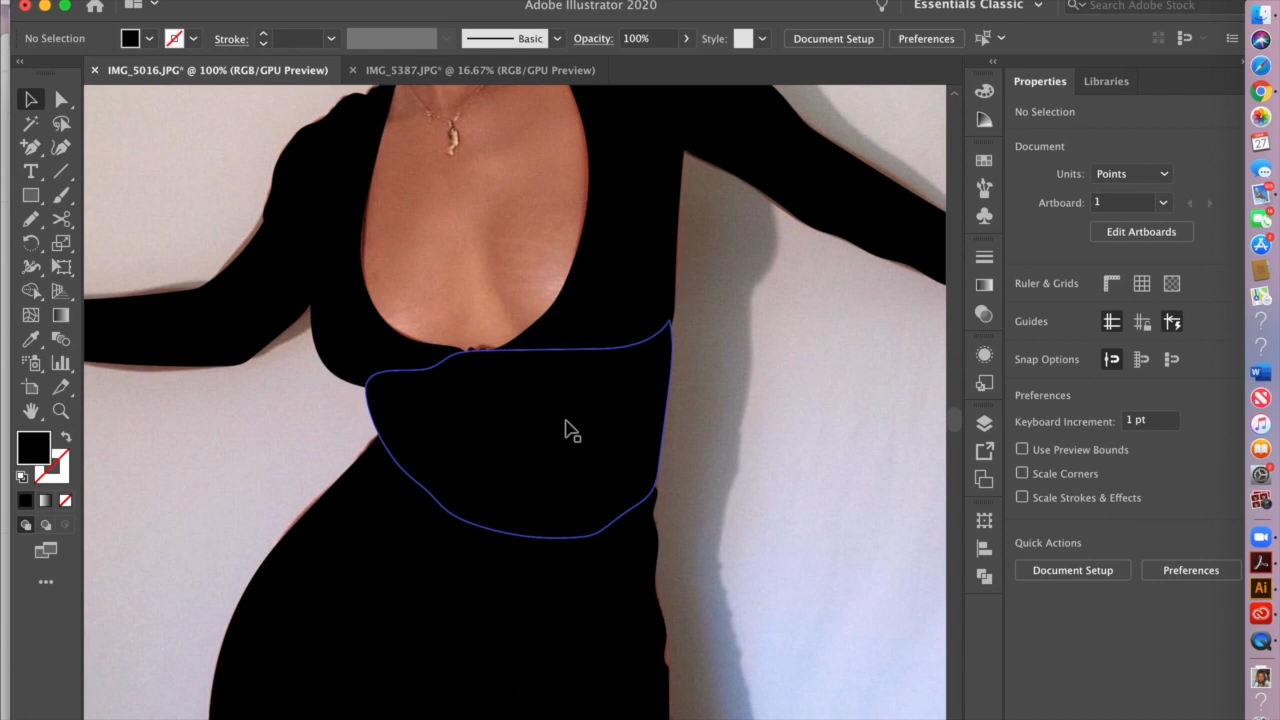 Adobe Illustrator 2020
Essentials Classic
Search Adobe Stock
No Selection
Stroke:
Basic
Opacity:
100%
Style:
Document Setup
Preferences
× IMG_5016.JPG* @ 100% (RGB/GPU Preview)
× IMG_5387.JPG* @ 16.67% (RGB/GPU Preview)
Properties
Libraries
No Selection
Document
Units:
Points
Artboard:
1
Edit Artboards
Ruler & Grids
Guides
Snap Options
Preferences
Keyboard Increment:
1 pt
Use Preview Bounds
Scale Corners
Scale Strokes & Effects
Quick Actions
Document Setup
Preferences
27
W
Ai